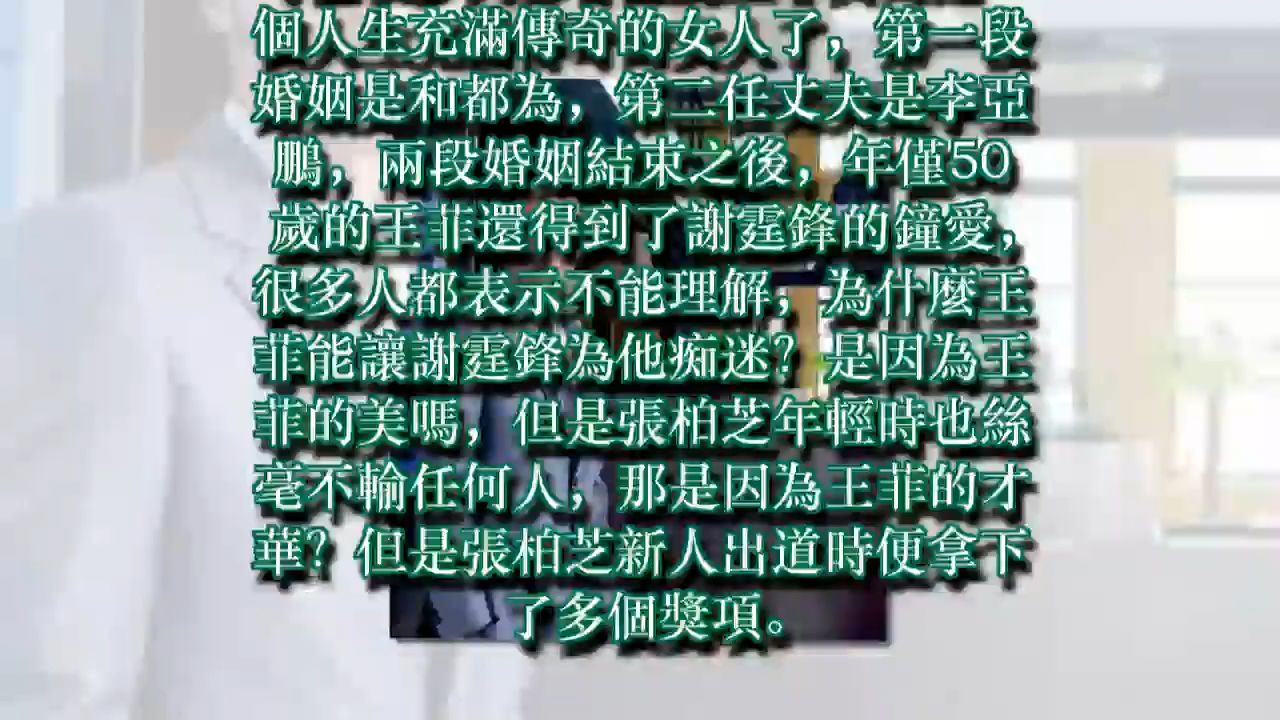 個人生充滿傳奇的女人了，第一段
婚姻是和都為，第二任丈夫是李亞
鵬，兩段婚姻結束之後，年僅50
歲的王菲還得到了謝霆鋒的鐘愛，
很多人都表示不能理解，為什麼王
菲能讓謝霆鋒為他痴迷？是因為王
菲的美嗎，但是張柏芝年輕時也絲
毫不輸任何人，那是因為王菲的才
華？但是張柏芝新人出道時便拿下
了多個獎項。